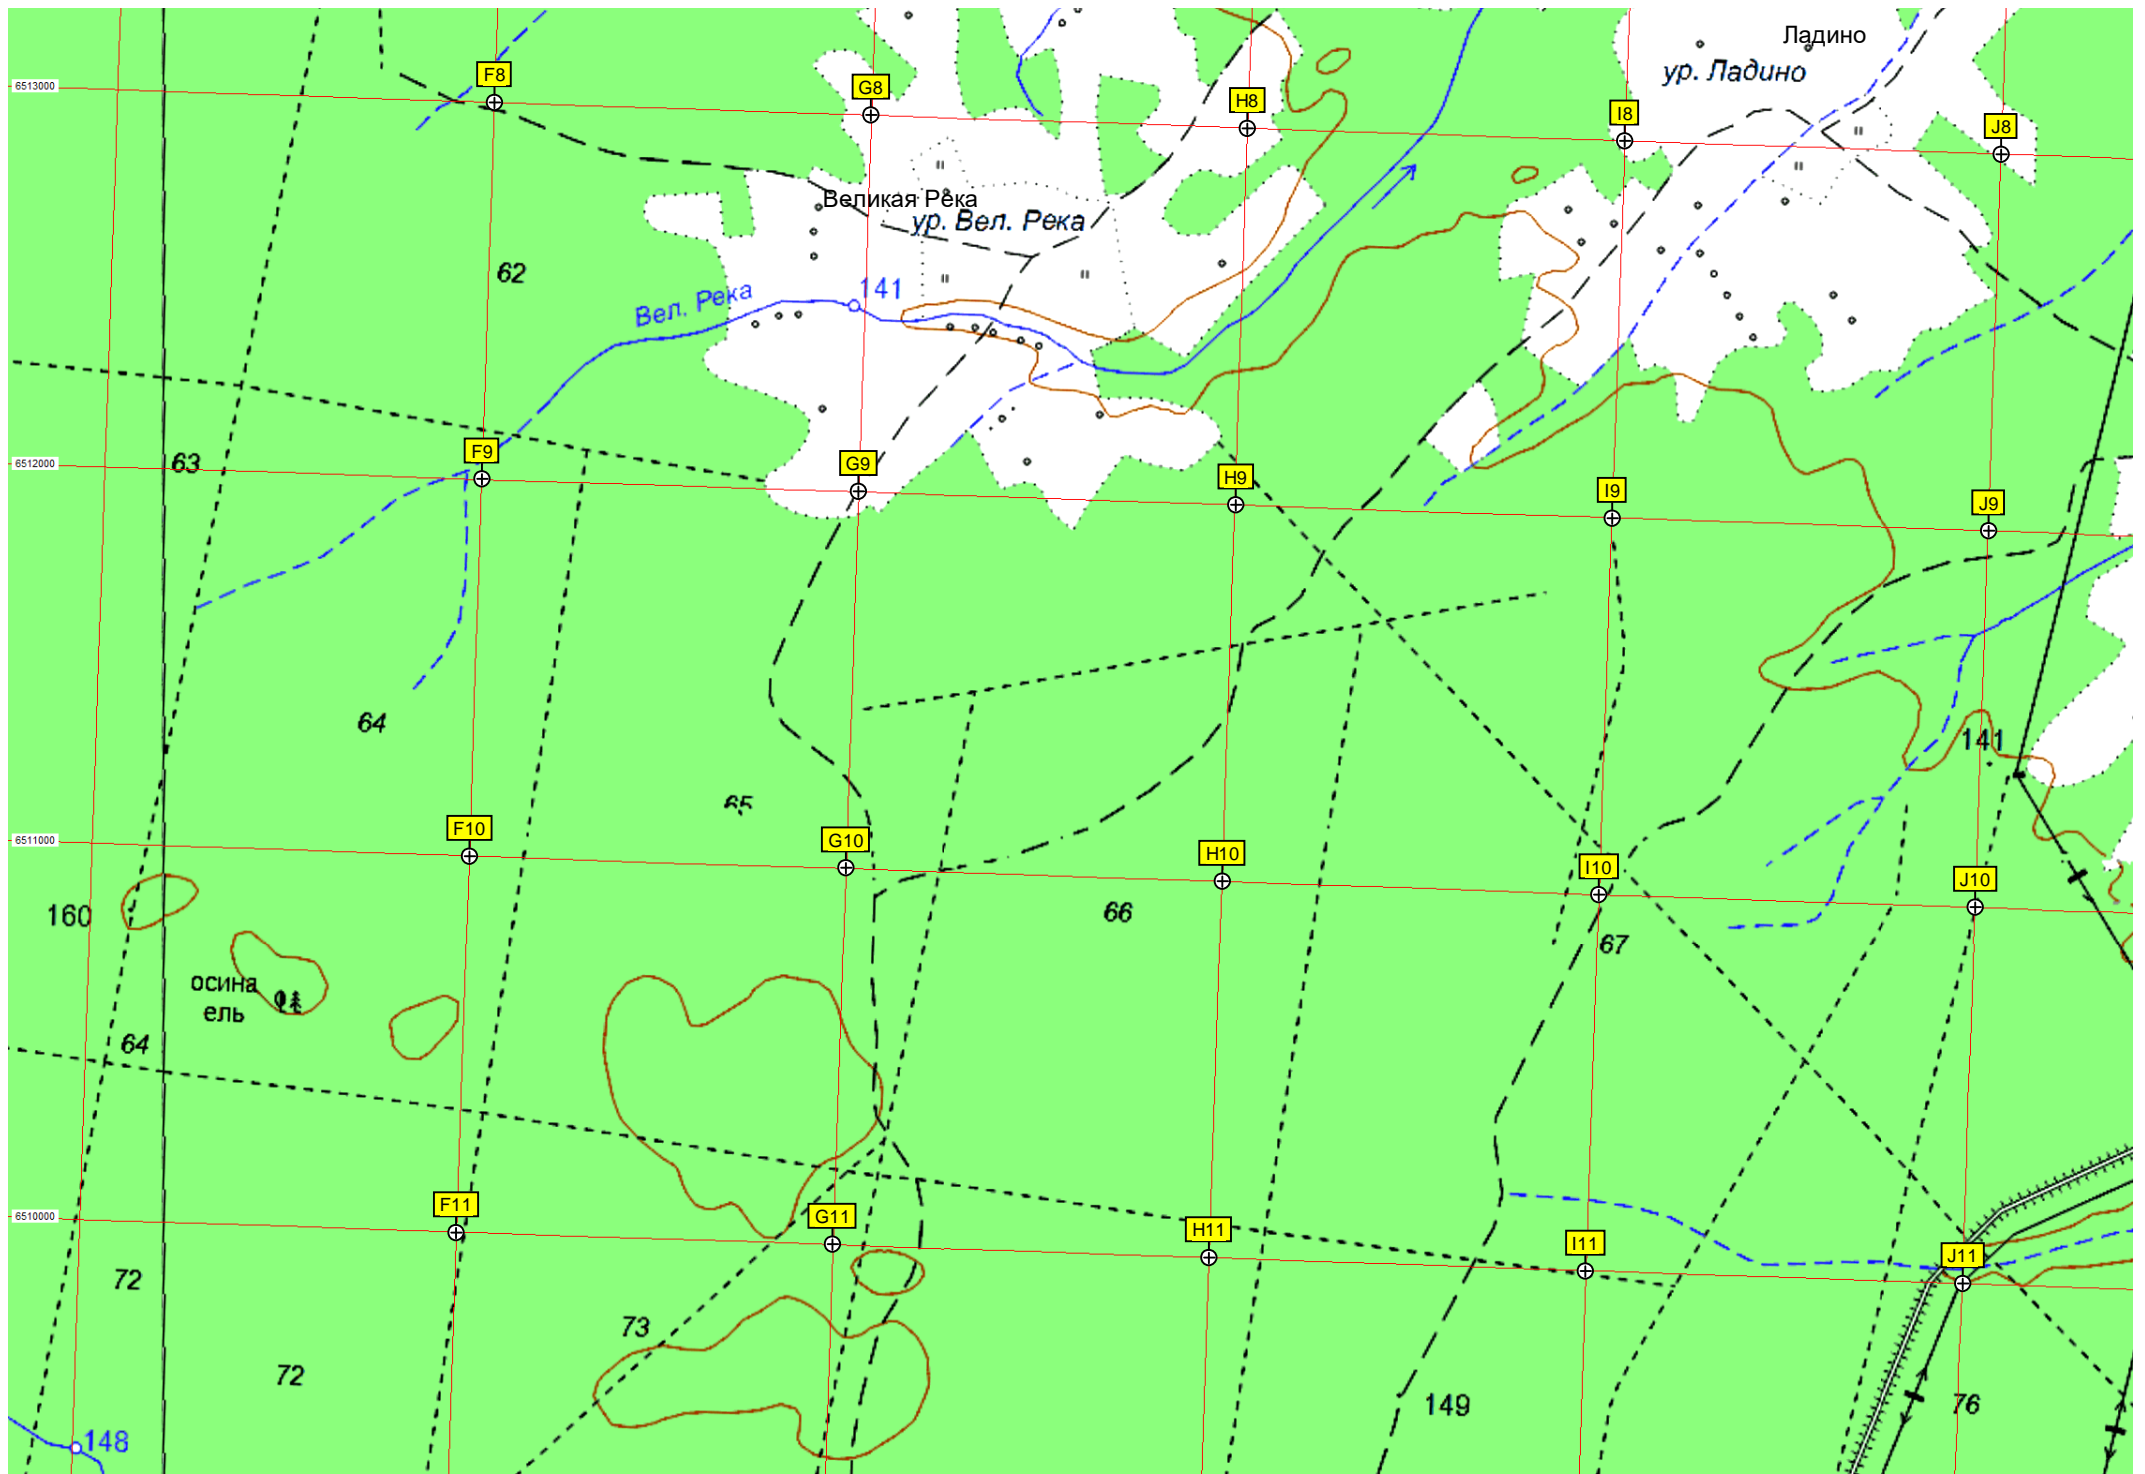 Ладино
ур. Ладино
F8
6513000
G8
H8
I8
J8
Великая Река
ур. Вел. Река
62
141
Вел. Река
63
F9
6512000
G9
H9
I9
J9
64
141
65
F10
6511000
G10
H10
I10
J10
160
66
67
осина
ель
64
F11
6510000
G11
H11
I11
J11
72
73
72
149
76
148